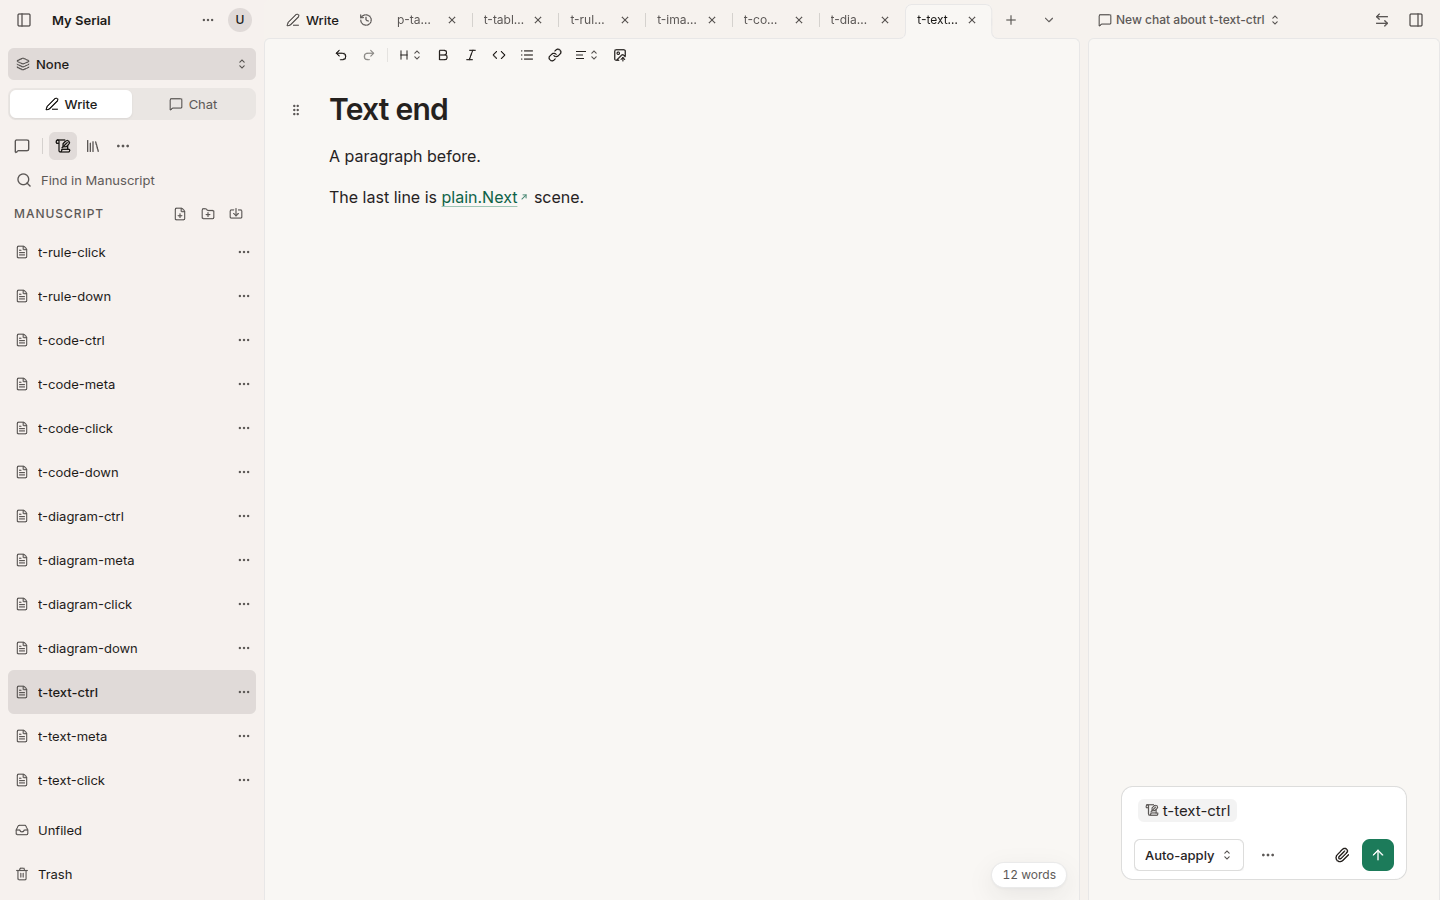 My Serial
U
None
Write
Chat
Find in Manuscript
MANUSCRIPT
t-rule-click
t-rule-down
t-code-ctrl
t-code-meta
t-code-click
t-code-down
t-diagram-ctrl
t-diagram-meta
t-diagram-click
t-diagram-down
t-text-ctrl
t-text-meta
t-text-click
Unfiled
Trash
Write
p-ta...
t-tabl...
t-rul...
t-ima...
t-co...
t-dia...
t-text...
H
B
I
Text end
A paragraph before.
The last line is plain.Next scene.
12 words
New chat about t-text-ctrl
t-text-ctrl
Auto-apply